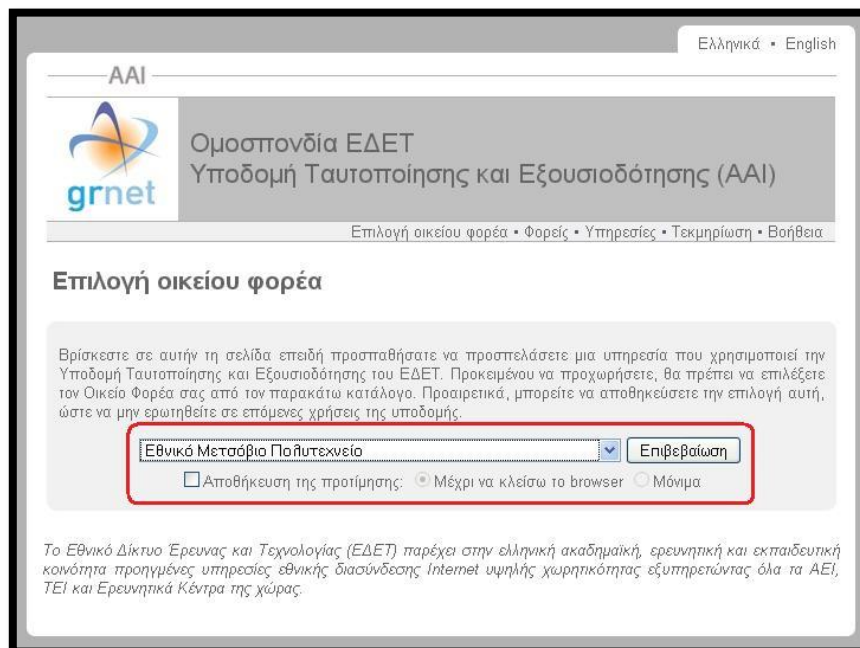 Ελληνικά • English
AAI
grnet
Ομοσπονδία ΕΔΕΤ
Υποδομή Ταυτοποίησης και Εξουσιοδότησης (ΑΑΙ)
Επιλογή οικείου φορέα • Φορείς • Υπηρεσίες • Τεκμηρίωση • Βοήθεια
Επιλογή οικείου φορέα
Βρίσκεστε σε αυτήν τη σελίδα επειδή προσπαθήσατε να προσπελάσετε μια υπηρεσία που χρησιμοποιεί την
Υποδομή Ταυτοποίησης και Εξουσιοδότησης του ΕΔΕΤ. Προκειμένου να προχωρήσετε, θα πρέπει να επιλέξετε
τον Οικείο Φορέα σας από τον παρακάτω κατάλογο. Προαιρετικά, μπορείτε να αποθηκεύσετε την επιλογή αυτή,
ώστε να μην ερωτηθείτε σε επόμενες χρήσεις της υποδομής.
Εθνικό Μετσόβιο Πολυτεχνείο Επιβεβαίωση
Αποθήκευση της προτίμησης: Μέχρι να κλείσω το browser Μόνιμα
Το Εθνικό Δίκτυο Έρευνας και Τεχνολογίας (ΕΔΕΤ) παρέχει στην ελληνική ακαδημαϊκή, ερευνητική και εκπαιδευτική
κοινότητα προηγμένες υπηρεσίες εθνικής διασύνδεσης Internet υψηλής χωρητικότητας εξυπηρετώντας όλα τα ΑΕΙ,
ΤΕΙ και Ερευνητικά Κέντρα της χώρας.